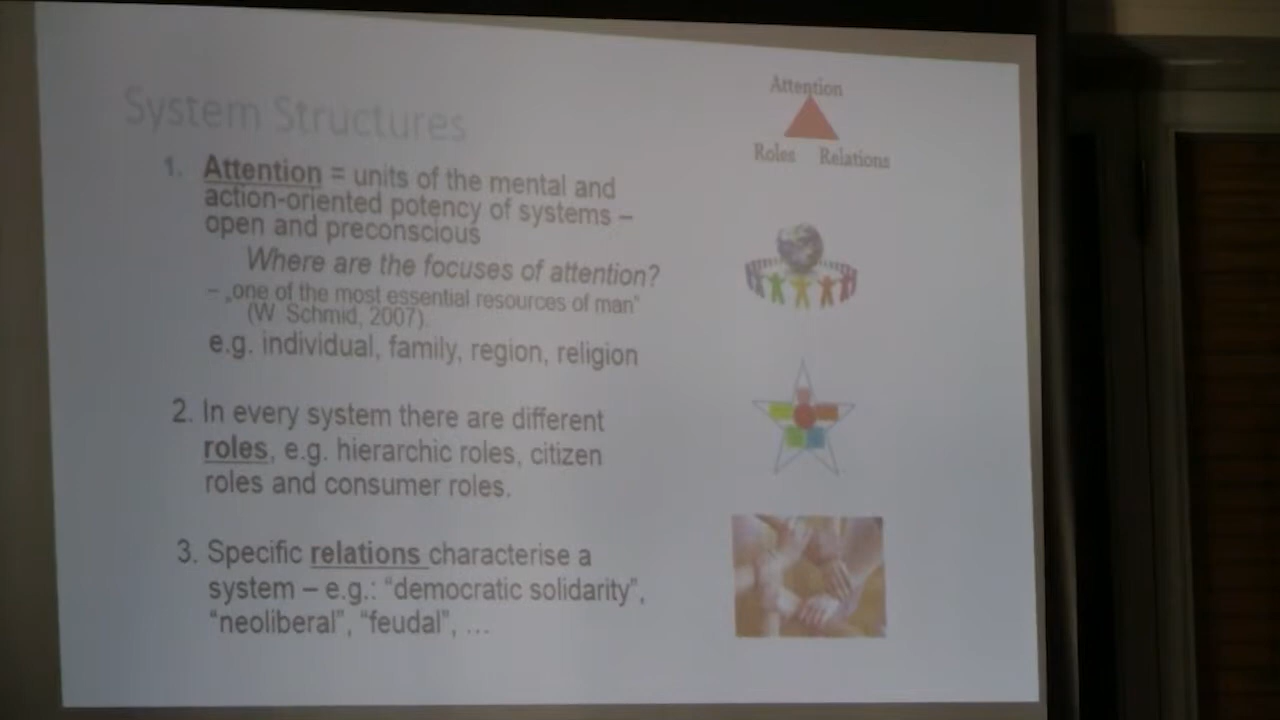 System Structures
Attention
Roles Relations
1. Attention = units of the mental and
action-oriented potency of systems –
open and preconscious
Where are the focuses of attention?
– „one of the most essential resources of man“
(W. Schmid, 2007).
e.g. individual, family, region, religion
2. In every system there are different
roles, e.g. hierarchic roles, citizen
roles and consumer roles.
3. Specific relations characterise a
system – e.g.: “democratic solidarity”,
“neoliberal”, “feudal”, ...